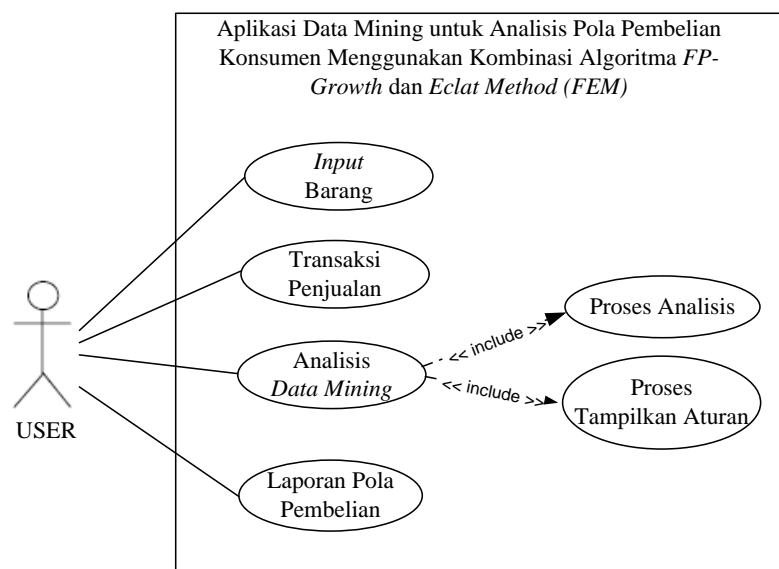 Aplikasi Data Mining untuk Analisis Pola Pembelian
Konsumen Menggunakan Kombinasi Algoritma FP-
Growth dan Eclat Method (FEM)
Input
Barang
Transaksi
Penjualan
Analisis
Data Mining
Laporan Pola
Pembelian
<< include >>
Proses Analisis
<< include >>
Proses
Tampilkan Aturan
USER